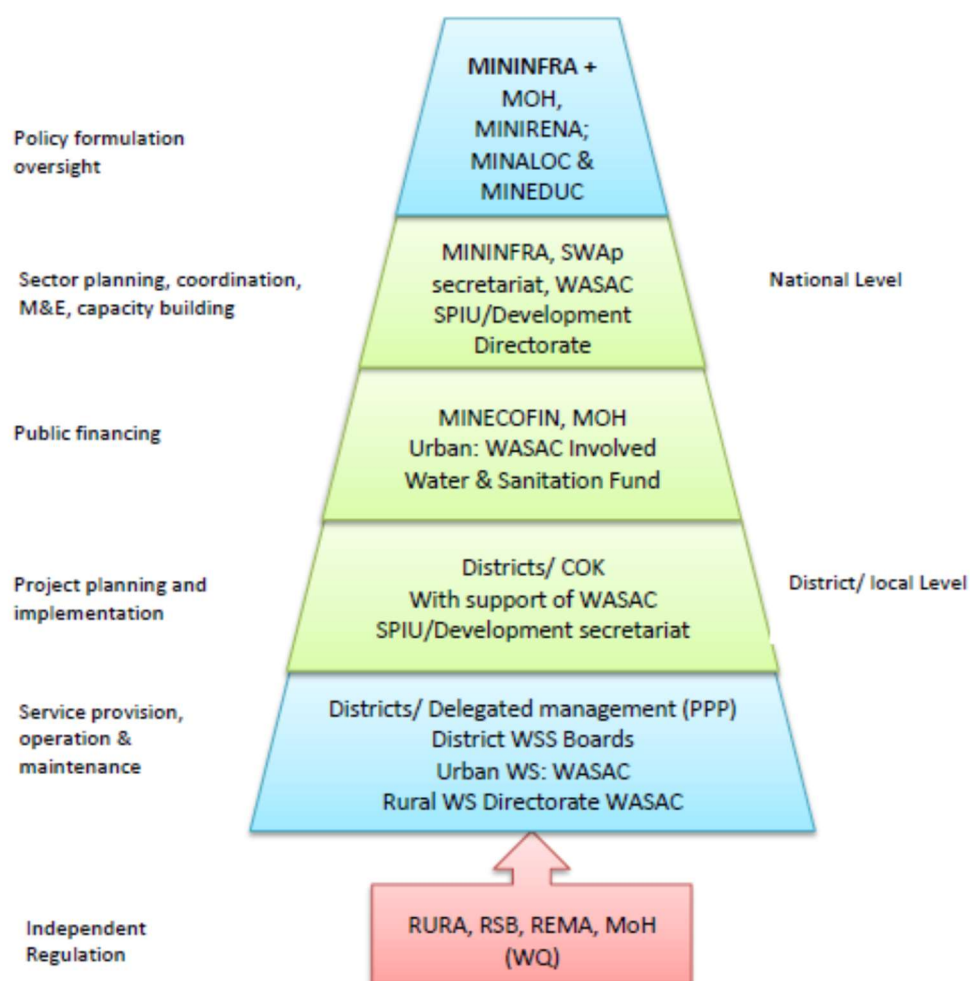 MININFRA +
MOH,
MINIRENA;
MINALOC &
MINEDUC
Policy formulation
oversight
MININFRA, SWAp
secretariat, WASAC
SPIU/Development
Directorate
Sector planning, coordination,
M&E, capacity building
National Level
MINECOFIN, MOH
Urban: WASAC Involved
Water & Sanitation Fund
Public financing
Districts/ COK
With support of WASAC
SPIU/Development secretariat
Project planning and
implementation
District/ local Level
Districts/ Delegated management (PPP)
District WSS Boards
Urban WS: WASAC
Rural WS Directorate WASAC
Service provision,
operation &
maintenance
RURA, RSB, REMA, MoH
(WQ)
Independent
Regulation